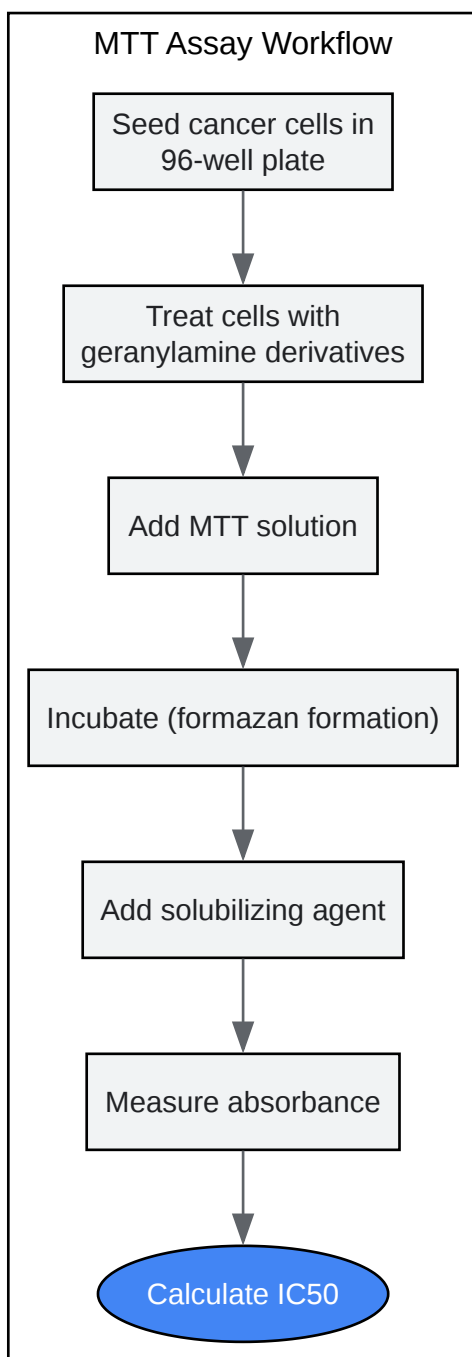 MTT Assay Workflow
Seed cancer cells in
96-well plate
Treat cells with
geranylamine derivatives
Add MTT solution
Incubate (formazan formation)
Add solubilizing agent
Measure absorbance
Calculate IC50